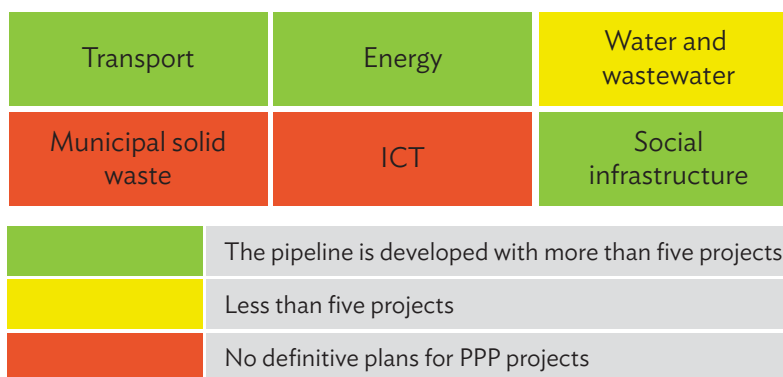 Transport
Energy
Water and
wastewater
Municipal solid
waste
ICT
Social
infrastructure
The pipeline is developed with more than five projects
Less than five projects
No definitive plans for PPP projects